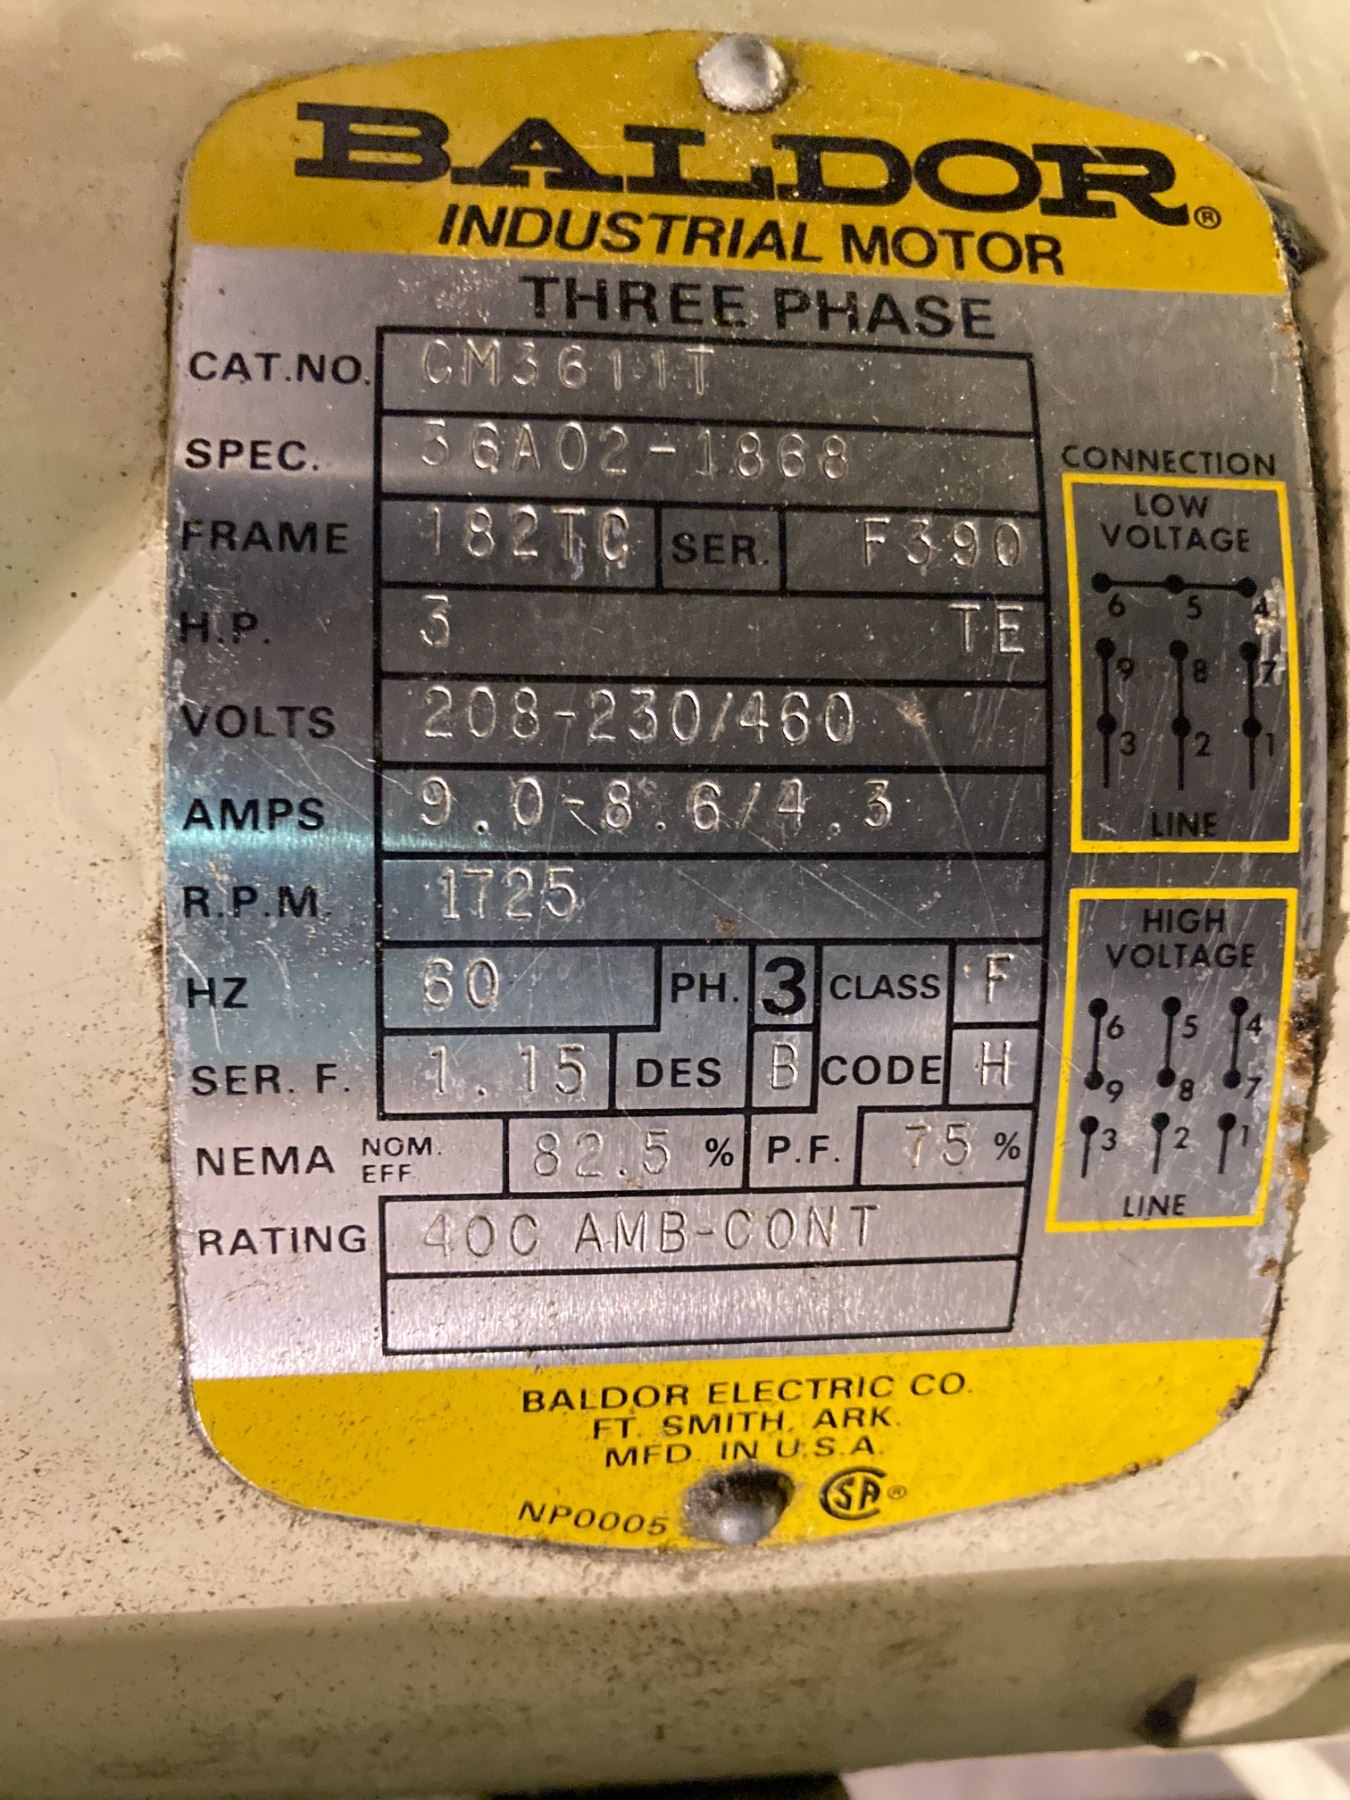 BALDOR®
INDUSTRIAL MOTOR
THREE PHASE
CAT.NO. CM3611T
SPEC. 36A02-1868
FRAME 182TC SER. F390
H.P. 3 TE
VOLTS 208-230/460
AMPS 9.0-8.6/4.3
R.P.M. 1725
HZ 60 PH. 3 CLASS F
SER. F. 1.15 DES B CODE H
NEMA NOM. EFF 82.5 % P.F. 75 %
RATING 40C AMB-CONT
CONNECTION
LOW
VOLTAGE
6 5 4
9 8 7
3 2 1
LINE
HIGH
VOLTAGE
6 5 4
9 8 7
3 2 1
LINE
BALDOR ELECTRIC CO.
FT. SMITH, ARK.
MFD. IN U.S.A.
NP0005 SA®